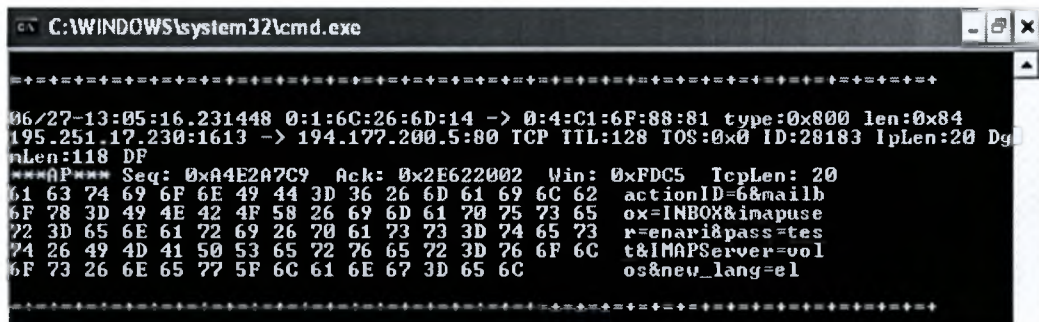 C:\WINDOWS\system32\cmd.exe
=+=+=+=+=+=+=+=+=+=+=+=+=+=+=+=+=+=+=+=+=+=+=+=+=+=+=+=+=+=+=+=+=+=+=+=+=+
06/27-13:05:16.231448 0:1:6C:26:6D:14 -> 0:4:C1:6F:88:81 type:0x800 len:0x84
195.251.17.230:1613 -> 194.177.200.5:80 TCP TTL:128 TOS:0x0 ID:28183 IpLen:20 Dg
mLen:118 DF
***AP*** Seq: 0xA4E2A7C9 Ack: 0x2E622002 Win: 0xFDC5 TcpLen: 20
61 63 74 69 6F 6E 49 44 3D 36 26 6D 61 69 6C 62 actionID=6&mailb
6F 78 3D 49 4E 42 4F 58 26 69 6D 61 70 75 73 65 ox=INBOX&imapuse
72 3D 65 6E 61 72 69 26 70 61 73 73 3D 74 65 73 r=enari&pass=tes
74 26 49 4D 41 50 53 65 72 76 65 72 3D 76 6F 6C t&IMAPServer=vol
6F 73 26 6E 65 77 5F 6C 61 6E 67 3D 65 6C os&new_lang=el
=+=+=+=+=+=+=+=+=+=+=+=+=+=+=+=+=+=+=+=+=+=+=+=+=+=+=+=+=+=+=+=+=+=+=+=+=+